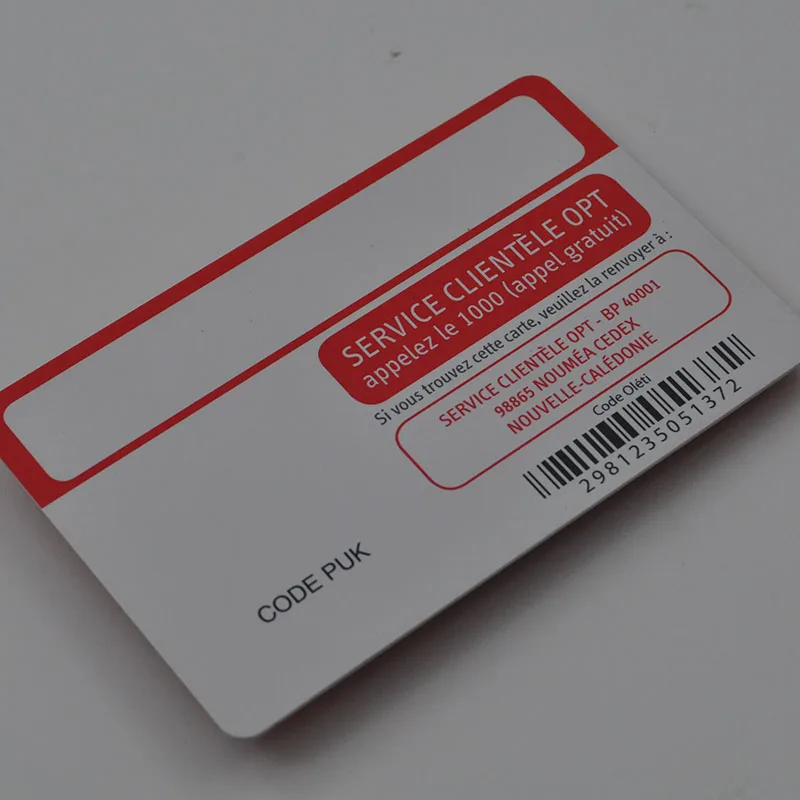 SERVICE CLIENTÈLE OPT
appelez le 1000 (appel gratuit)
Si vous trouvez cette carte, veuillez la renvoyer à :
SERVICE CLIENTÈLE OPT - BP 40001
98865 NOUMÉA CEDEX
NOUVELLE-CALÉDONIE
Code Oléti
2981235051372
CODE PUK